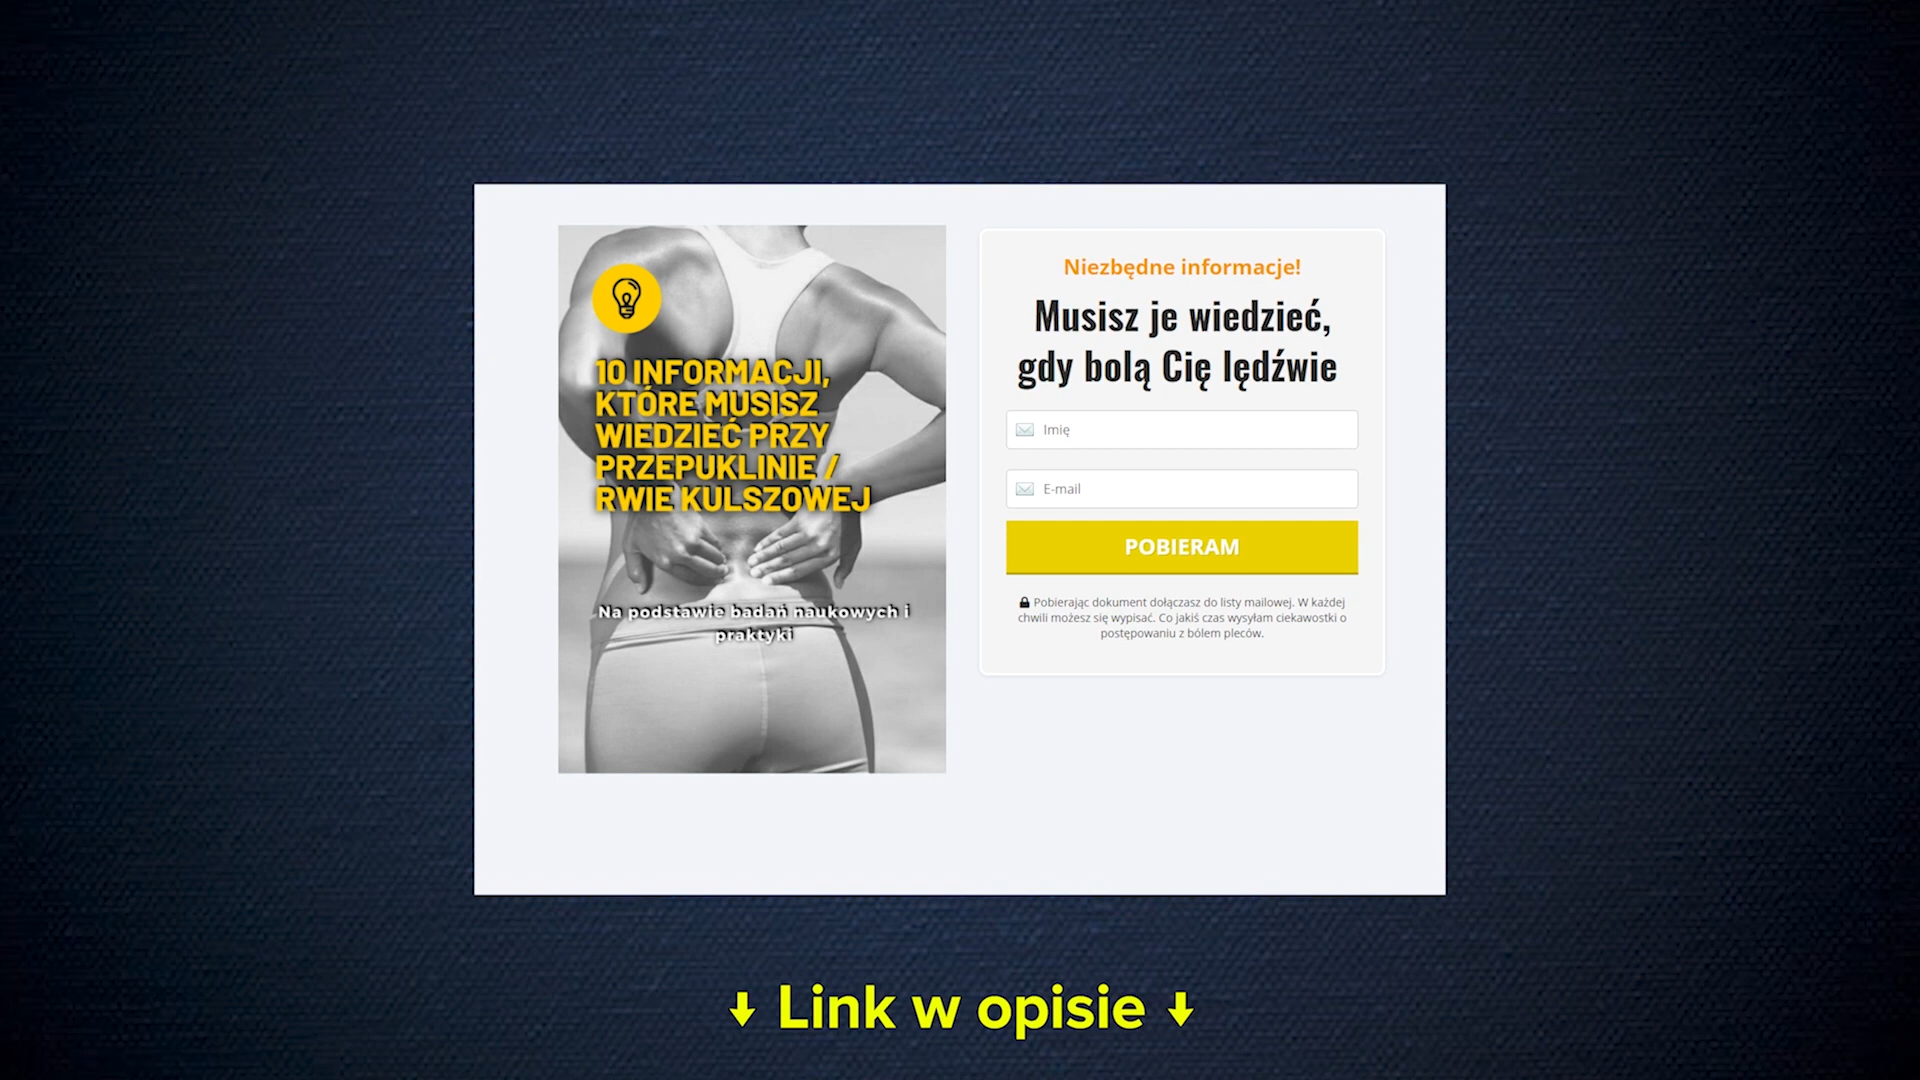 10 INFORMACJI,
KTÓRE MUSISZ
WIEDZIEĆ PRZY
PRZEPUKLINIE /
RWIE KULSZOWEJ
Na podstawie badań naukowych i
praktyki
Niezbędne informacje!
Musisz je wiedzieć,
gdy bolą Cię lędźwie
Imię
E-mail
POBIERAM
Pobierając dokument dołączasz do listy mailowej. W każdej
chwili możesz się wypisać. Co jakiś czas wysyłam ciekawostki o
postępowaniu z bólem pleców.
Link w opisie